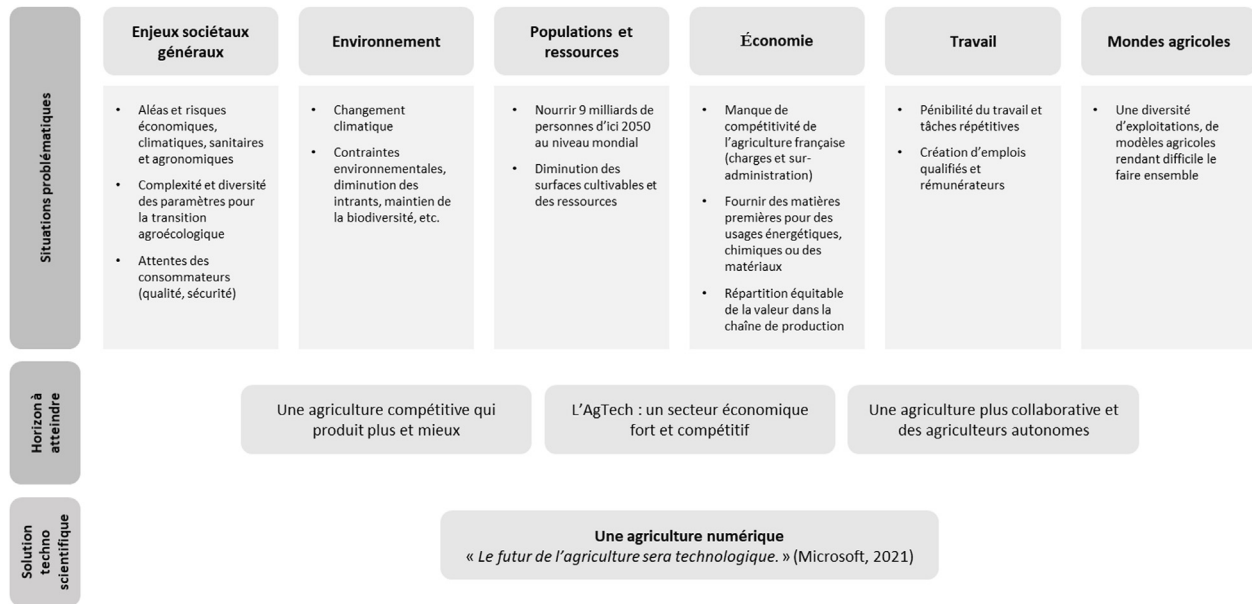 Situations problématiques
Enjeux sociétaux
généraux
• Aléas et risques
économiques,
climatiques, sanitaires
et agronomiques
• Complexité et diversité
des paramètres pour
la transition
agroécologique
• Attentes des
consommateurs
(qualité, sécurité)
Environnement
• Changement
climatique
• Contraintes
environnementales,
diminution des
intrants, maintien de
la biodiversité, etc.
Populations et
ressources
• Nourrir 9 milliards de
personnes d’ici 2050
au niveau mondial
• Diminution des
surfaces cultivables et
des ressources
Économie
• Manque de
compétitivité de
l’agriculture française
(charges et sur-
administration)
• Fournir des matières
premières pour des
usages énergétiques,
chimiques ou des
matériaux
• Répartition équitable
de la valeur dans la
chaîne de production
Travail
• Pénibilité du travail et
tâches répétitives
• Création d’emplois
qualifiés et
rémunérateurs
Mondes agricoles
• Une diversité
d’exploitations, de
modèles agricoles
rendant difficile le
faire ensemble
Horizon à
atteindre
Une agriculture compétitive qui
produit plus et mieux
L’AgTech : un secteur économique
fort et compétitif
Une agriculture plus collaborative et
des agriculteurs autonomes
Solution
techno
scientifique
Une agriculture numérique
« Le futur de l’agriculture sera technologique. » (Microsoft, 2021)